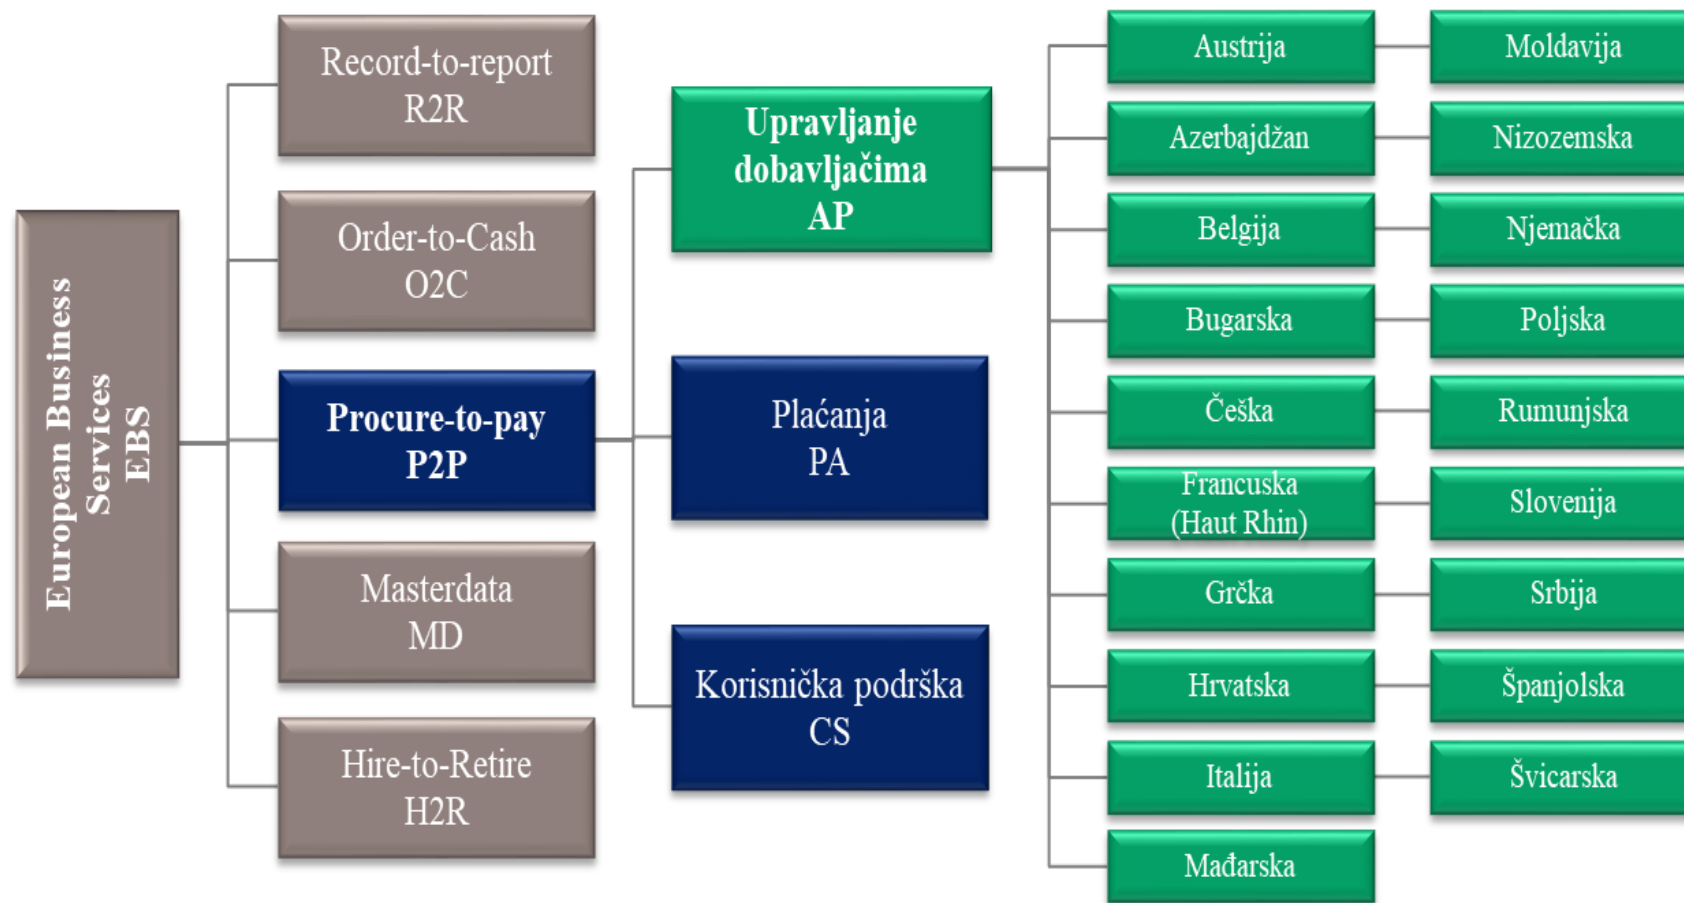 European Business
Services
EBS
Record-to-report
R2R
Order-to-Cash
O2C
Procure-to-pay
P2P
Masterdata
MD
Hire-to-Retire
H2R
Upravljanje
dobavljačima
AP
Plaćanja
PA
Korisnička podrška
CS
Austrija
Azerbajdžan
Belgija
Bugarska
Češka
Francuska
(Haut Rhin)
Grčka
Hrvatska
Italija
Mađarska
Moldavija
Nizozemska
Njemačka
Poljska
Rumunjska
Slovenija
Srbija
Španjolska
Švicarska